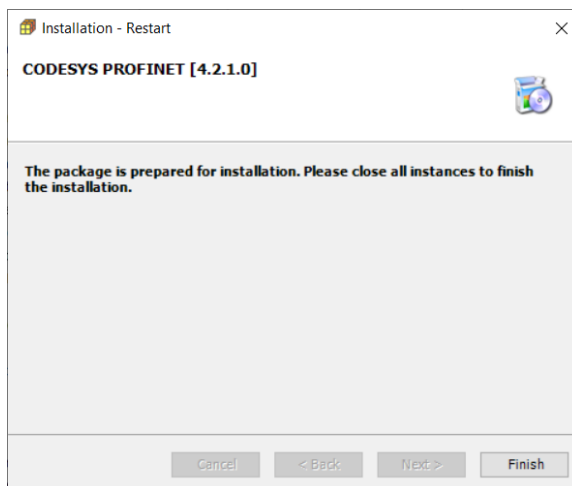 Installation - Restart
CODESYS PROFINET [4.2.1.0]
The package is prepared for installation. Please close all instances to finish
the installation.
Cancel
< Back
Next >
Finish